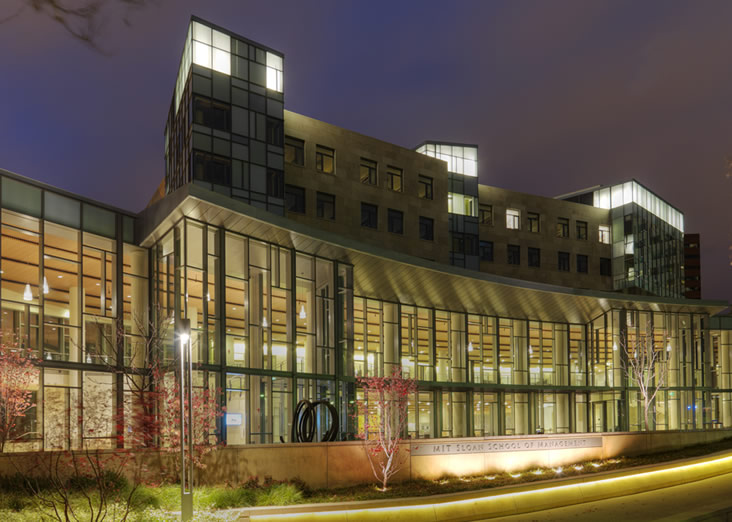 MIT SLOAN SCHOOL OF MANAGEMENT